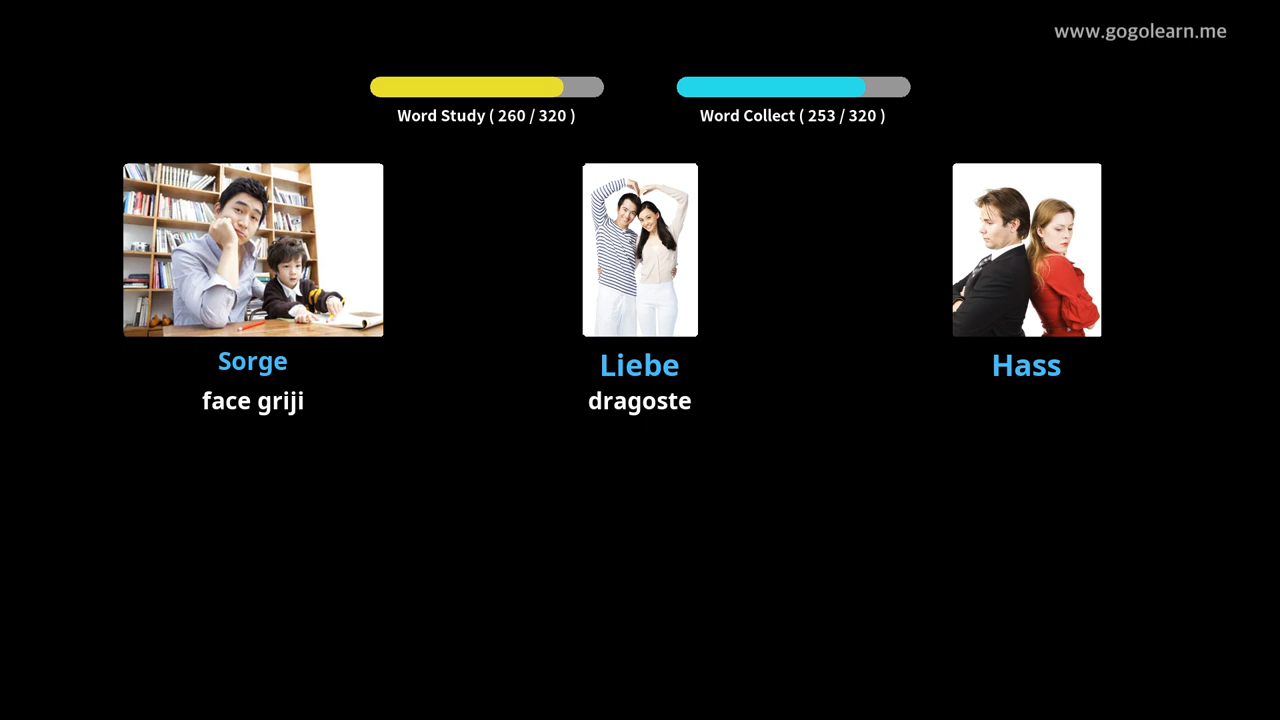 www.gogolearn.me
Word Study ( 260 / 320 )
Word Collect ( 253 / 320 )
Sorge
Liebe
Hass
face griji
dragoste